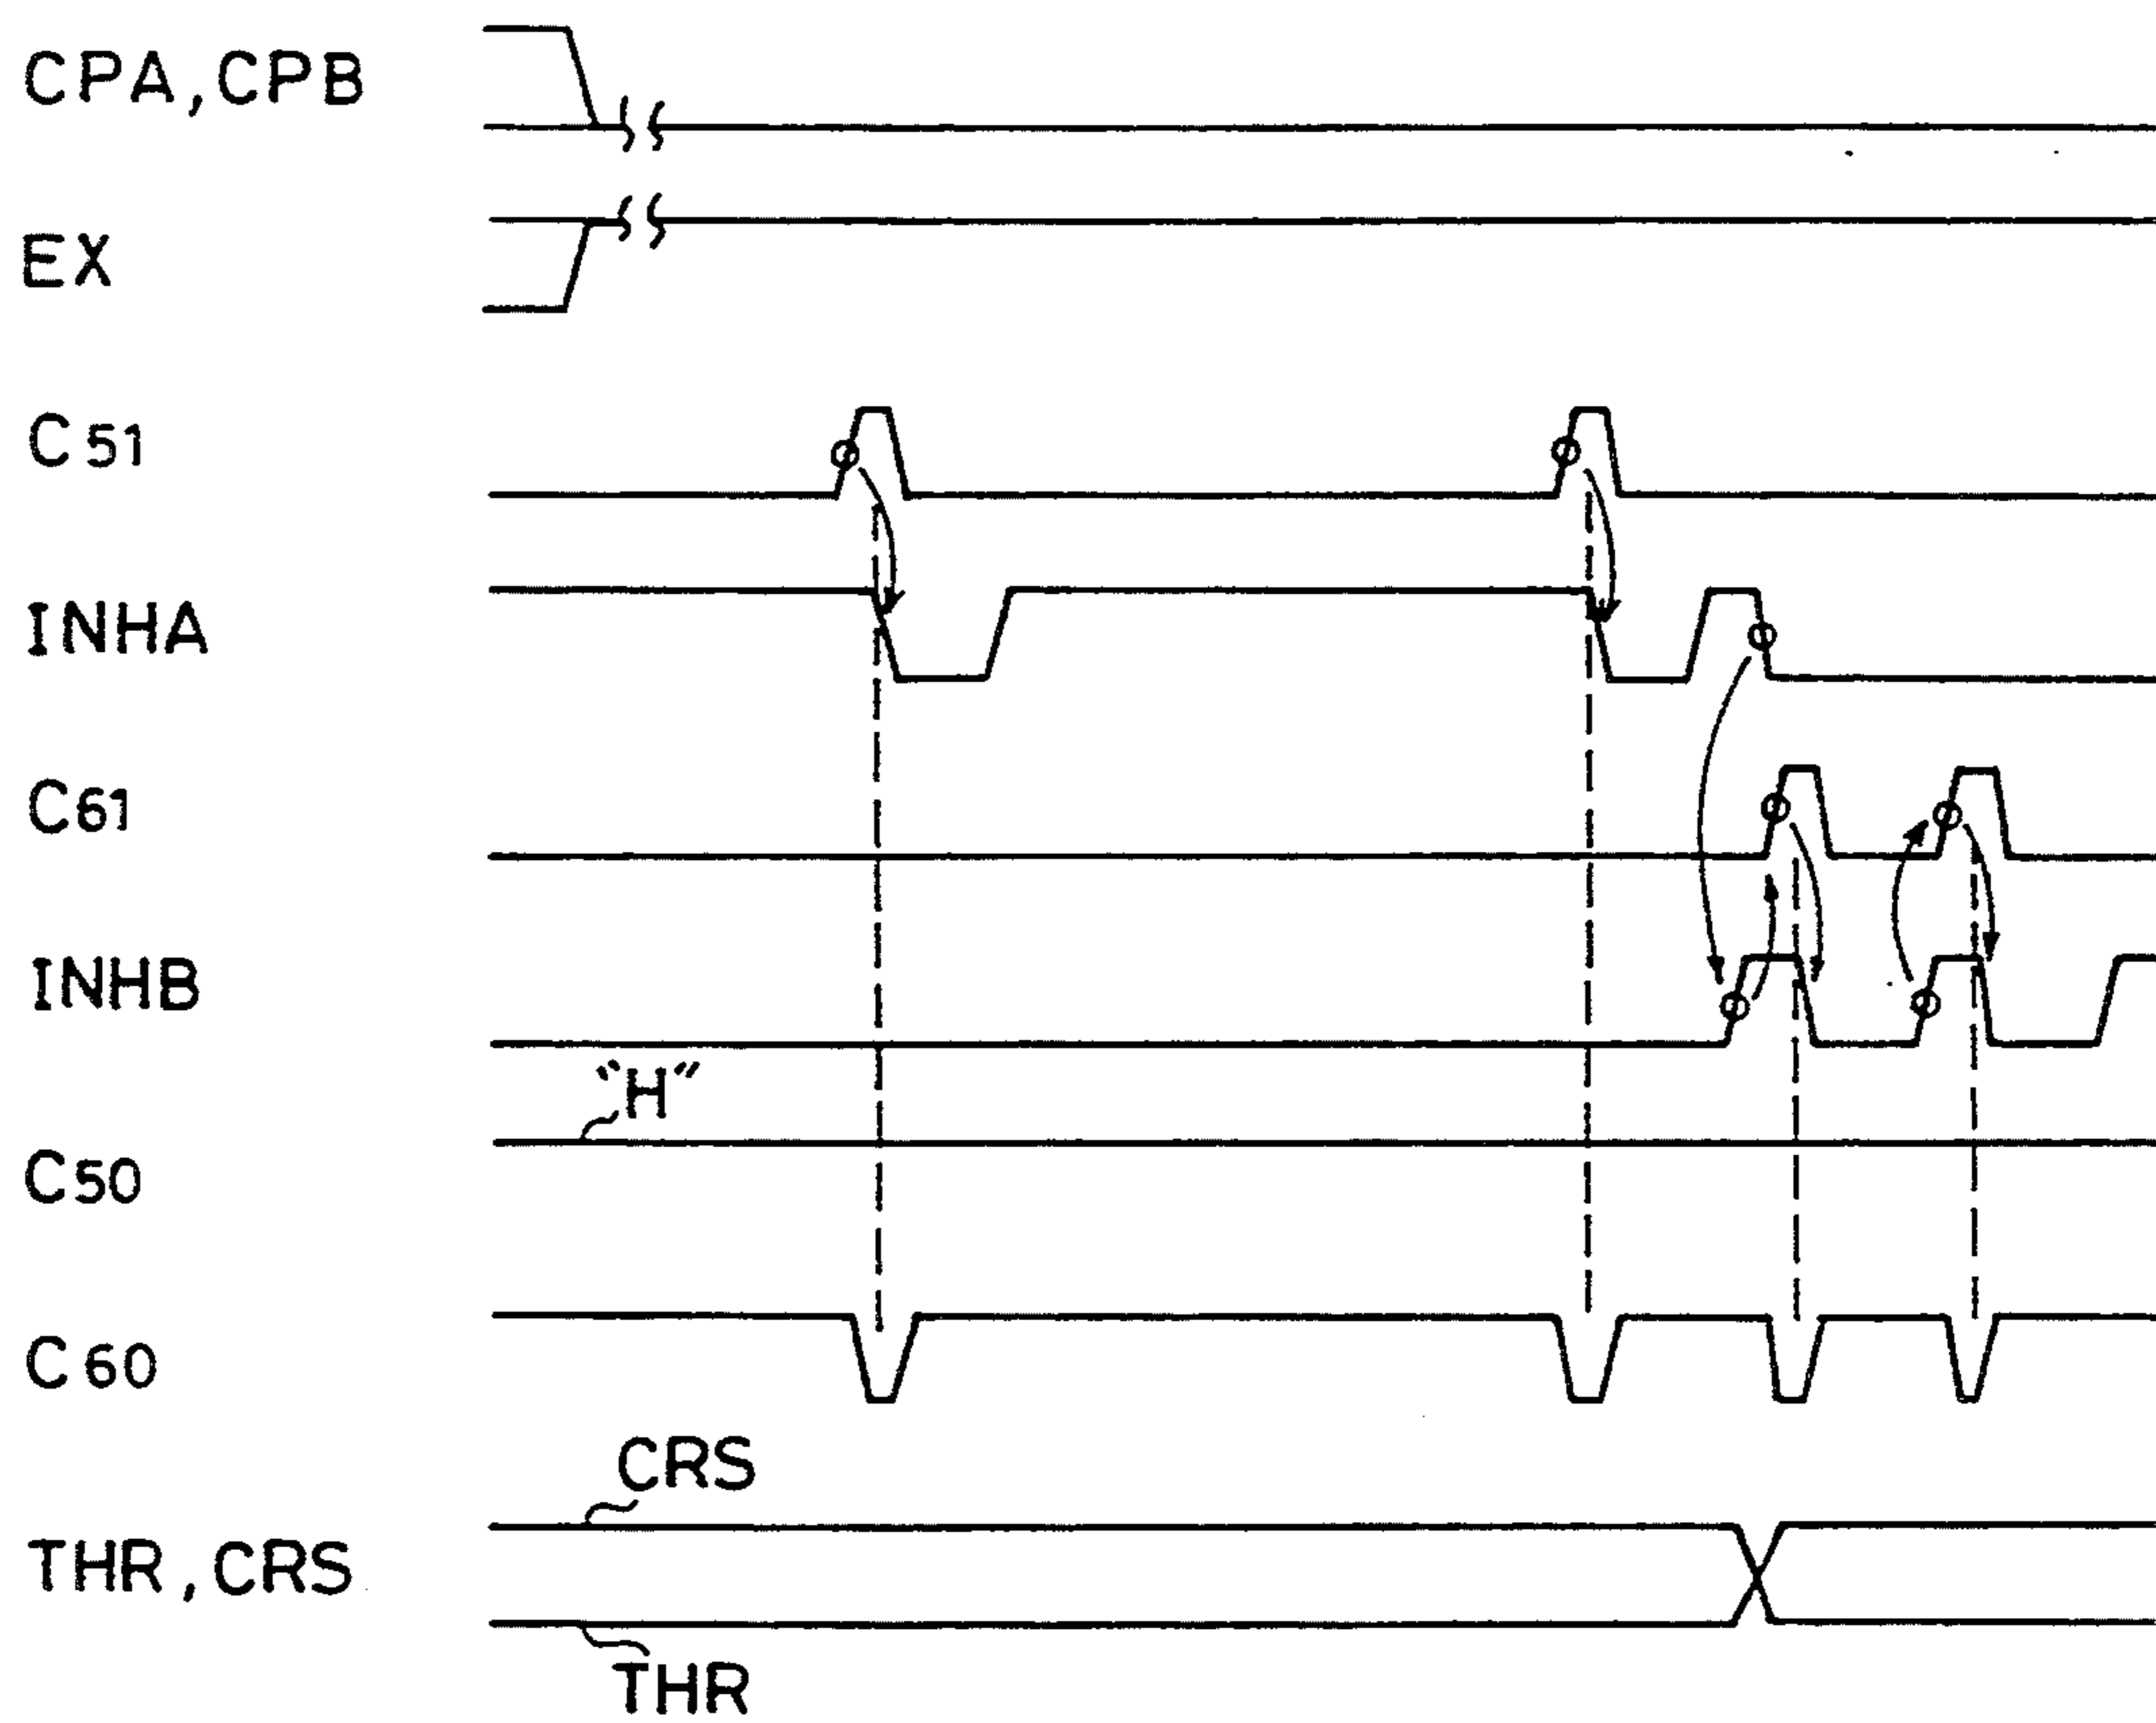 CPA, CPB
EX
C51
INHA
C61
INHB
"H"
C50
C60
CRS
THR, CRS
THR